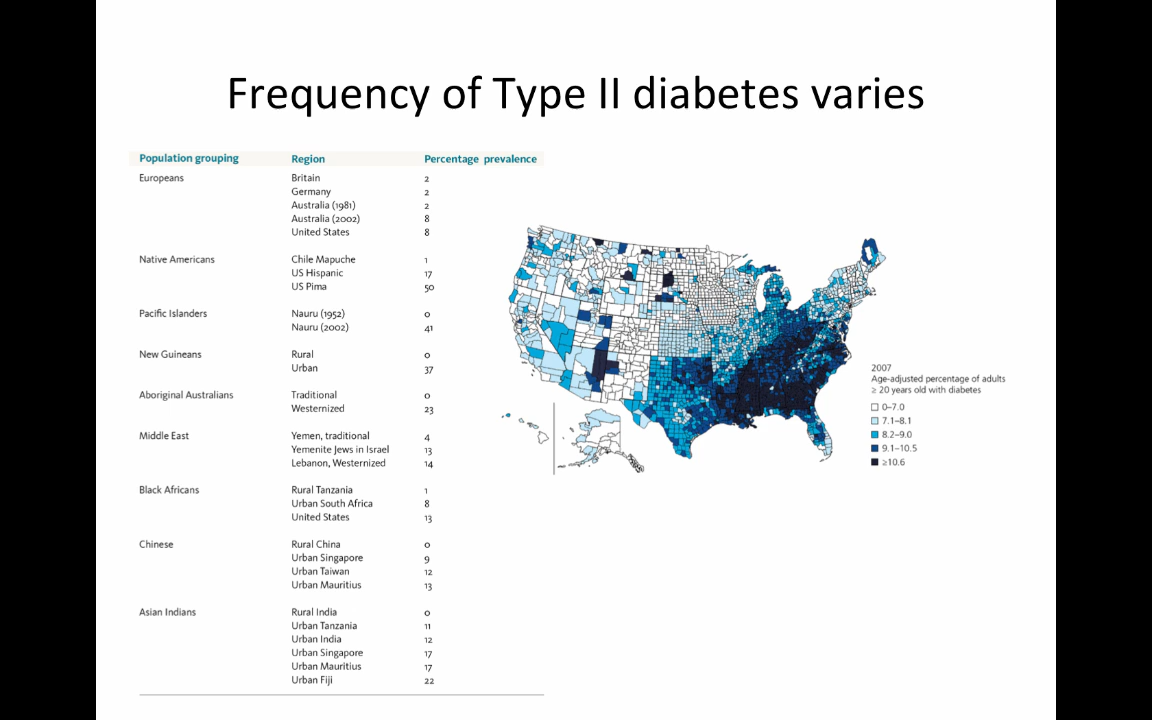 Frequency of Type II diabetes varies
Population grouping Region Percentage prevalence
Europeans Britain 2
Germany 2
Australia (1981) 2
Australia (2002) 8
United States 8
Native Americans Chile Mapuche 1
US Hispanic 17
US Pima 50
Pacific Islanders Nauru (1952) 0
Nauru (2002) 41
New Guineans Rural 0
Urban 37
Aboriginal Australians Traditional 0
Westernized 23
Middle East Yemen, traditional 4
Yemenite Jews in Israel 13
Lebanon, Westernized 14
Black Africans Rural Tanzania 1
Urban South Africa 8
United States 13
Chinese Rural China 0
Urban Singapore 9
Urban Taiwan 12
Urban Mauritius 13
Asian Indians Rural India 0
Urban Tanzania 11
Urban India 12
Urban Singapore 17
Urban Mauritius 17
Urban Fiji 22
2007
Age-adjusted percentage of adults
≥ 20 years old with diabetes
0–7.0
7.1–8.1
8.2–9.0
9.1–10.5
≥10.6